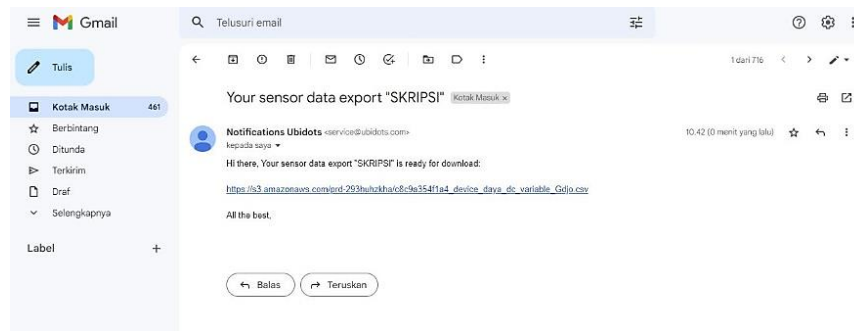 Gmail
Telusuri email
Tulis
1 dari 716
Kotak Masuk 461
Berbintang
Ditunda
Terkirim
Draf
Selengkapnya
Label +
Your sensor data export "SKRIPSI" Kotak Masuk x
Notifications Ubidots <service@ubidots.com>
10.42 (0 menit yang lalu)
kepada saya
Hi there, Your sensor data export "SKRIPSI" is ready for download:
https://s3.amazonaws.com/prd-293huhzkha/c8c9a354f1a4_device_daya_dc_variable_Gdjo.csv
All the best,
Balas
Teruskan